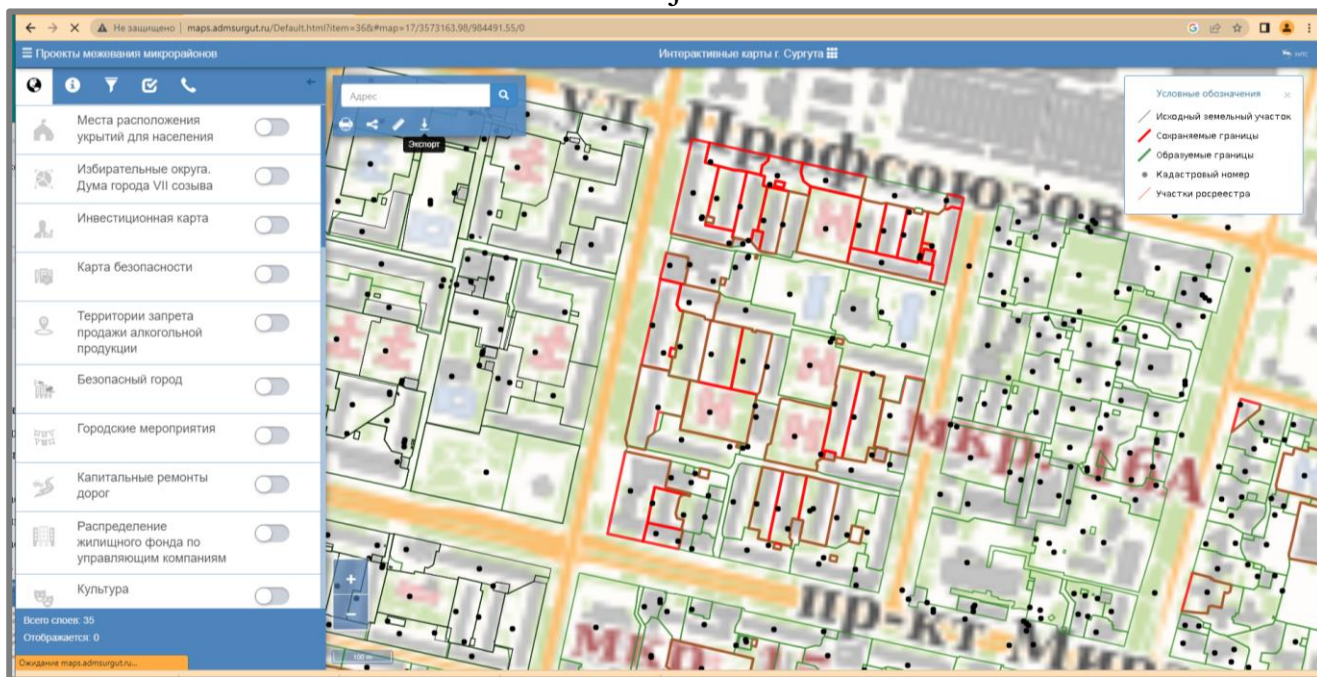 Не защищено | maps.admsurgut.ru/Default.html?item=36&#map=17/3573163.98/984491.55/0
Проекты межевания микрорайонов
Интерактивные карты г. Сургута
Адрес
Экспорт
Места расположения
укрытий для населения
Избирательные округа.
Дума города VII созыва
Инвестиционная карта
Карта безопасности
Территории запрета
продажи алкогольной
продукции
Безопасный город
Городские мероприятия
Капитальные ремонты
дорог
Распределение
жилищного фонда по
управляющим компаниям
Культура
Всего слоев: 35
Отображается: 0
Ожидание maps.admsurgut.ru...
ул Профсоюзов
мкр. 16А
пр-кт Мира
мкр. 15
+
−
100 m
Условные обозначения ×
Исходный земельный участок
Сохраняемые границы
Образуемые границы
Кадастровый номер
Участки росреестра